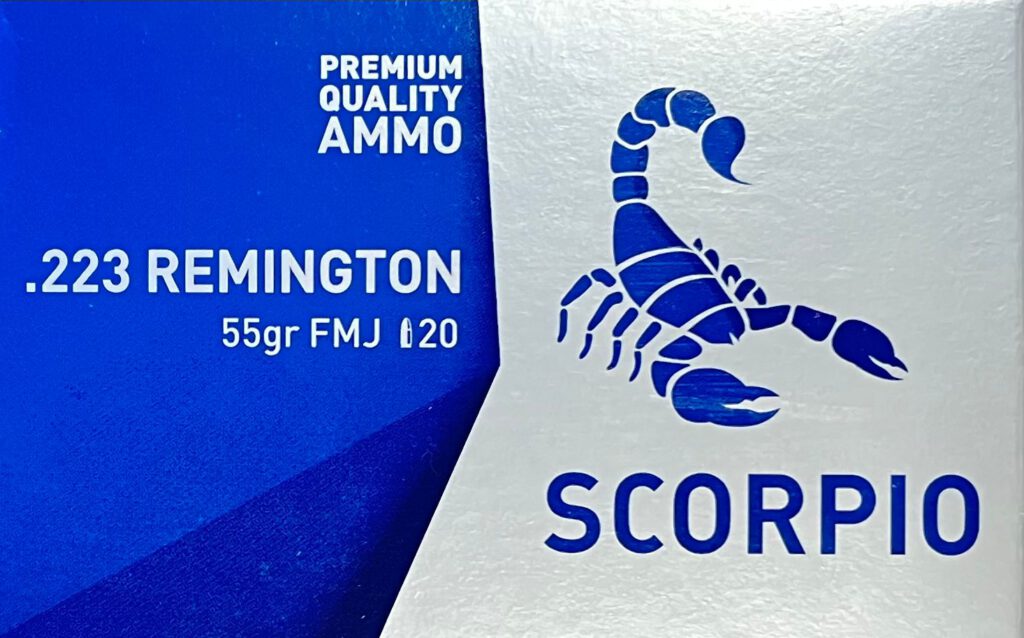 PREMIUM
QUALITY
AMMO
.223 REMINGTON
55gr FMJ 20
SCORPIO